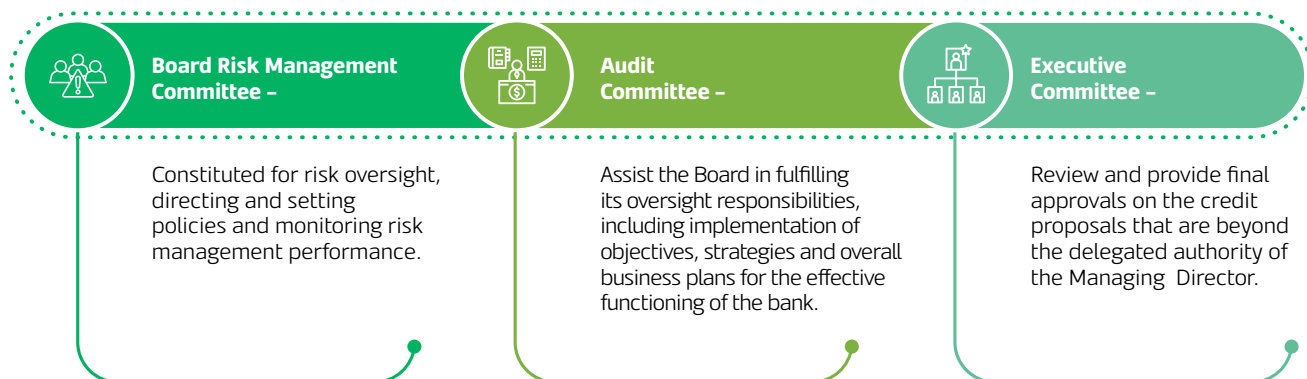 Board Risk Management
Committee –
Constituted for risk oversight,
directing and setting
policies and monitoring risk
management performance.
Audit
Committee –
Assist the Board in fulfilling
its oversight responsibilities,
including implementation of
objectives, strategies and overall
business plans for the effective
functioning of the bank.
Executive
Committee –
Review and provide final
approvals on the credit
proposals that are beyond
the delegated authority of
the Managing Director.